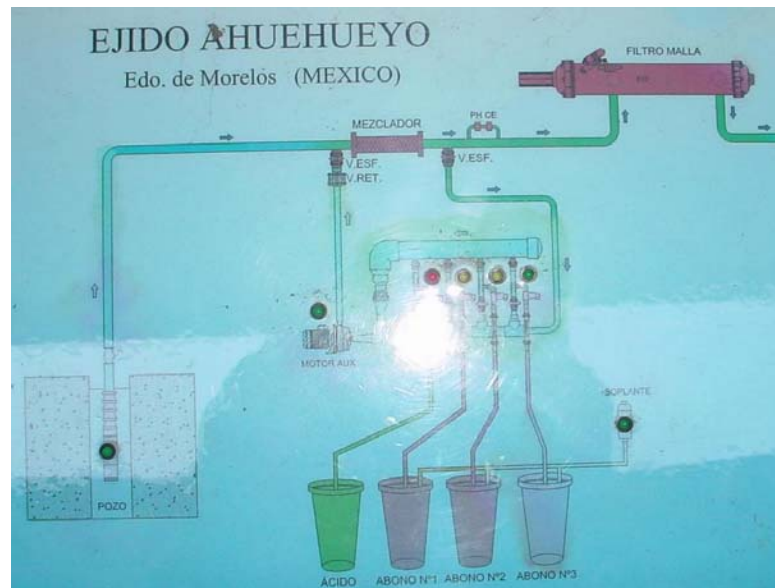 EJIDO AHUEHUEYO
Edo. de Morelos (MEXICO)
FILTRO MALLA
PH CE
MEZCLADOR
V.ESF.
V.RET.
V.ESF.
MOTOR AUX.
SOPLANTE
POZO
ÁCIDO
ABONO Nº1
ABONO Nº2
ABONO Nº3